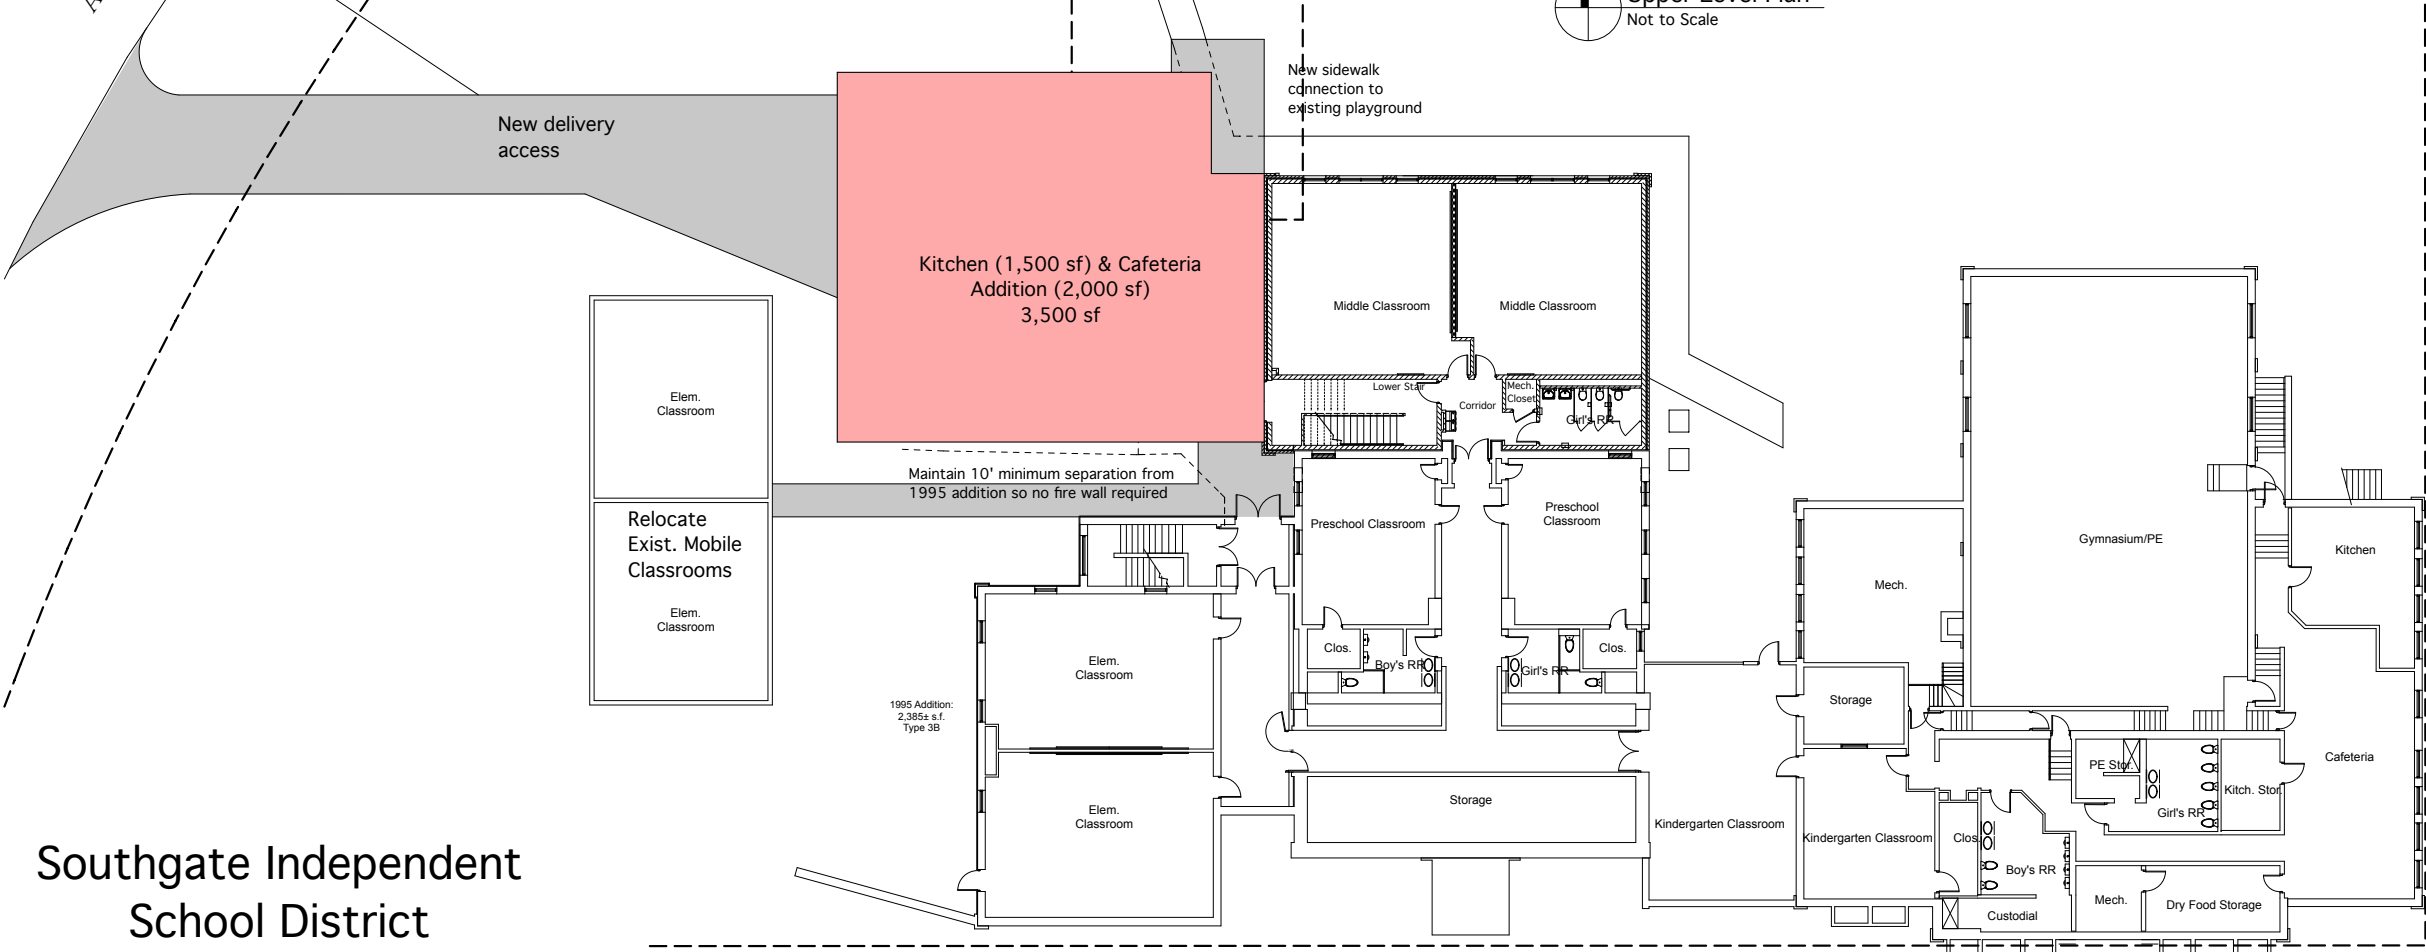 Upper Level Plan
Not to Scale
New sidewalk
connection to
existing playground
New delivery
access
Kitchen (1,500 sf) & Cafeteria
Addition (2,000 sf)
3,500 sf
Middle Classroom
Middle Classroom
Lower Stair
Mech.
Closet
Corridor
Girl's RR
Elem.
Classroom
Maintain 10' minimum separation from
1995 addition so no fire wall required
Relocate
Exist. Mobile
Classrooms
Elem.
Classroom
Preschool Classroom
Preschool
Classroom
Gymnasium/PE
Kitchen
Mech.
Clos.
Boy's RR
Girl's RR
Clos.
Elem.
Classroom
1995 Addition:
2,385± s.f.
Type 3B
Storage
PE Stor.
Cafeteria
Kitch. Stor.
Girl's RR
Storage
Elem.
Classroom
Kindergarten Classroom
Kindergarten Classroom
Clos.
Boy's RR
Mech.
Dry Food Storage
Custodial
Southgate Independent
School District